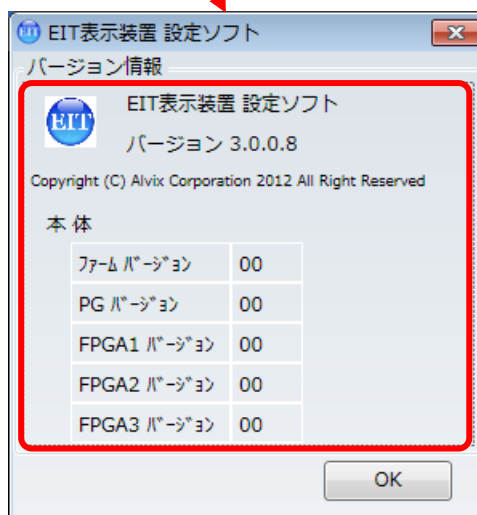 EIT表示装置 設定ソフト
バージョン情報
EIT
EIT表示装置 設定ソフト
バージョン 3.0.0.8
Copyright (C) Alvix Corporation 2012 All Right Reserved
本体
ﾌｧｰﾑ ﾊﾞｰｼﾞｮﾝ 00
PG ﾊﾞｰｼﾞｮﾝ 00
FPGA1 ﾊﾞｰｼﾞｮﾝ 00
FPGA2 ﾊﾞｰｼﾞｮﾝ 00
FPGA3 ﾊﾞｰｼﾞｮﾝ 00
OK